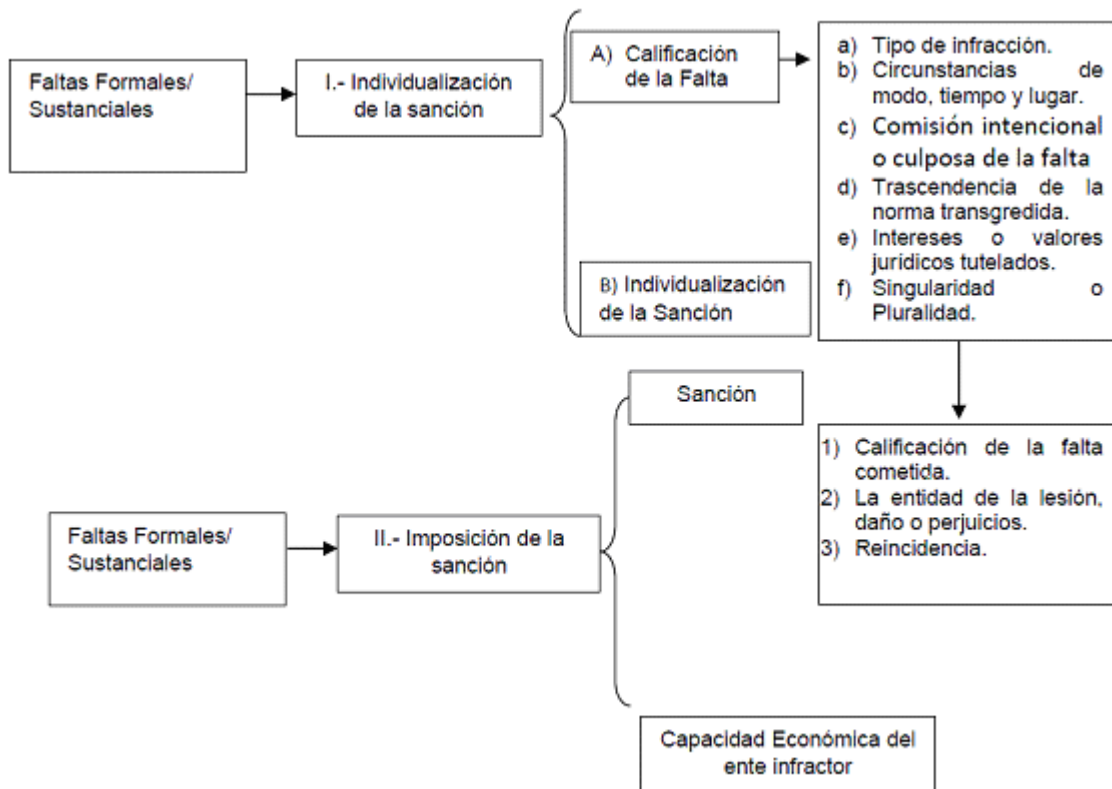 Faltas Formales/
Sustanciales
I.- Individualización
de la sanción
A) Calificación
de la Falta
a) Tipo de infracción.
b) Circunstancias de
modo, tiempo y lugar.
c) Comisión intencional
o culposa de la falta
d) Trascendencia de la
norma transgredida.
e) Intereses o valores
jurídicos tutelados.
f) Singularidad o
Pluralidad.
B) Individualización
de la Sanción
1) Calificación de la falta
cometida.
2) La entidad de la lesión,
daño o perjuicios.
3) Reincidencia.
Faltas Formales/
Sustanciales
II.- Imposición de la
sanción
Sanción
Capacidad Económica del
ente infractor